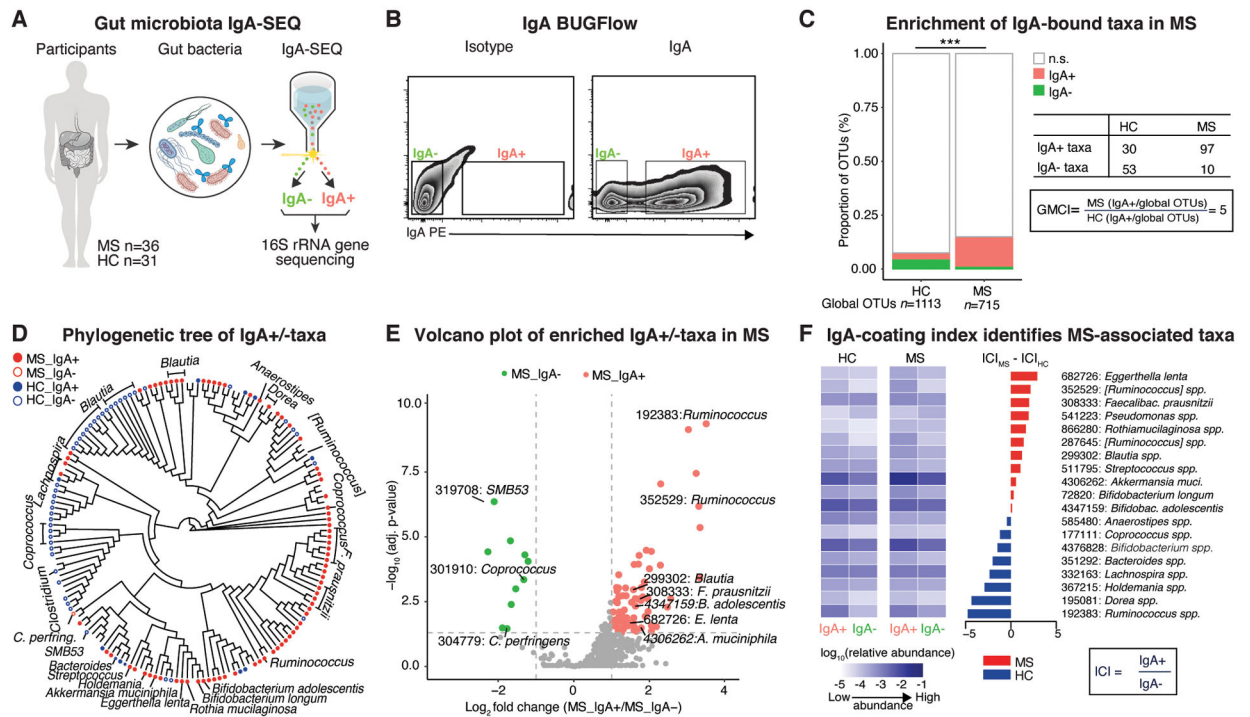 A Gut microbiota IgA-SEQ
Participants Gut bacteria IgA-SEQ
IgA- IgA+
MS n=36
HC n=31
16S rRNA gene
sequencing
B IgA BUGFlow
Isotype IgA
IgA- IgA+ IgA- IgA+
IgA PE
C Enrichment of IgA-bound taxa in MS
Proportion of OTUs (%)
1.00
0.75
0.50
0.25
0.00
***
HC MS
Global OTUs n=1113 n=715
n.s.
IgA+
IgA-
HC MS
IgA+ taxa 30 97
IgA- taxa 53 10
GMCI= MS (IgA+/global OTUs) = 5
HC (IgA+/global OTUs)
D Phylogenetic tree of IgA+/-taxa
MS_IgA+
MS_IgA-
HC_IgA+
HC_IgA-
Blautia
Blautia
Anaerostipes
Dorea
[Ruminococcus]
Coprococcus
F. prausnitzii
Ruminococcus
Bifidobacterium adolescentis
Bifidobacterium longum
Rothia mucilaginosa
Eggerthella lenta
Akkermansia muciniphila
Holdemania
Streptococcus
Bacteroides
SMB53
C. perfring.
Clostridium
Coprococcus
Lachnospira
E Volcano plot of enriched IgA+/-taxa in MS
MS_IgA- MS_IgA+
−log10(adj. p-value)
10.0
7.5
5.0
2.5
0.0
192383:Ruminococcus
319708:SMB53
352529: Ruminococcus
301910: Coprococcus
299302: Blautia
308333: F. prausnitzii
4347159:B. adolescentis
682726: E. lenta
304779: C. perfringens
4306262:A. muciniphila
−2 0 2 4
Log2 fold change (MS_IgA+/MS_IgA−)
F IgA-coating index identifies MS-associated taxa
HC MS ICIMS - ICIHC
682726: Eggerthella lenta
352529: [Ruminococcus] spp.
308333: Faecalibac. prausnitzii
541223: Pseudomonas spp.
866280: Rothiamucilaginosa spp.
287645: [Ruminococcus] spp.
299302: Blautia spp.
511795: Streptococcus spp.
4306262: Akkermansia muci.
72820: Bifidobacterium longum
4347159: Bifidobac. adolescentis
585480: Anaerostipes spp.
177111: Coprococcus spp.
4376828: Bifidobacterium spp.
351292: Bacteroides spp.
332163: Lachnospira spp.
367215: Holdemania spp.
195081: Dorea spp.
192383: Ruminococcus spp.
IgA+ IgA- IgA+ IgA- −5 0 5
log10(relative abundance)
-5 -4 -3 -2 -1
Low High
abundance
MS
HC
ICI = IgA+
IgA-